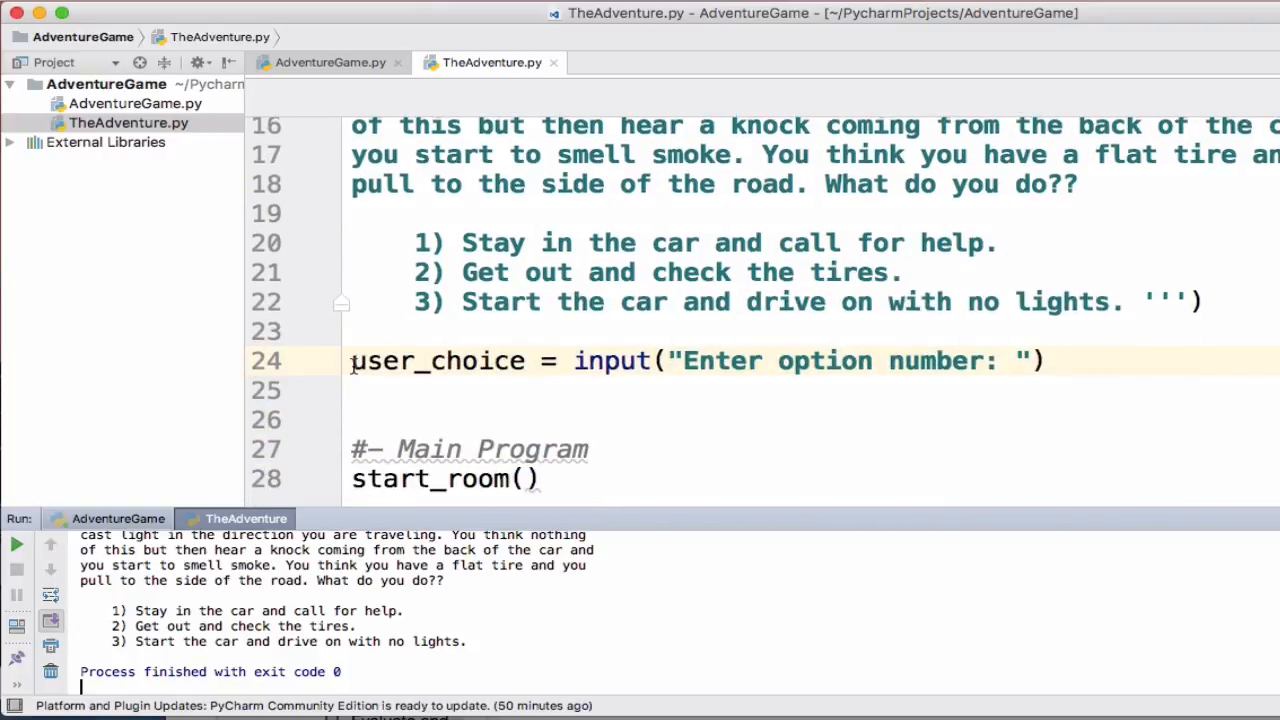 TheAdventure.py - AdventureGame - [~/PycharmProjects/AdventureGame]
AdventureGame TheAdventure.py
Project
AdventureGame.py TheAdventure.py
AdventureGame ~/Pycharm
AdventureGame.py
TheAdventure.py
External Libraries
16 of this but then hear a knock coming from the back of the c
17 you start to smell smoke. You think you have a flat tire an
18 pull to the side of the road. What do you do??
19
20 1) Stay in the car and call for help.
21 2) Get out and check the tires.
22 3) Start the car and drive on with no lights. ''')
23
24 user_choice = input("Enter option number: ")
25
26
27 #- Main Program
28 start_room()
Run: AdventureGame TheAdventure
cast light in the direction you are traveling. You think nothing
of this but then hear a knock coming from the back of the car and
you start to smell smoke. You think you have a flat tire and you
pull to the side of the road. What do you do??
1) Stay in the car and call for help.
2) Get out and check the tires.
3) Start the car and drive on with no lights.
Process finished with exit code 0
Platform and Plugin Updates: PyCharm Community Edition is ready to update. (50 minutes ago)